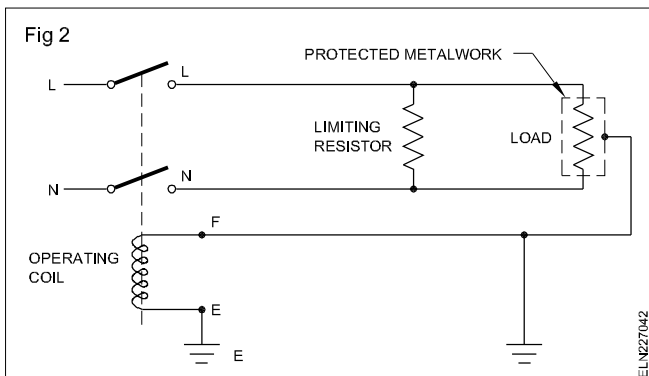 Fig 2
PROTECTED METALWORK
L
L
LIMITING
RESISTOR
LOAD
N
N
F
OPERATING
COIL
E
E
ELN227042